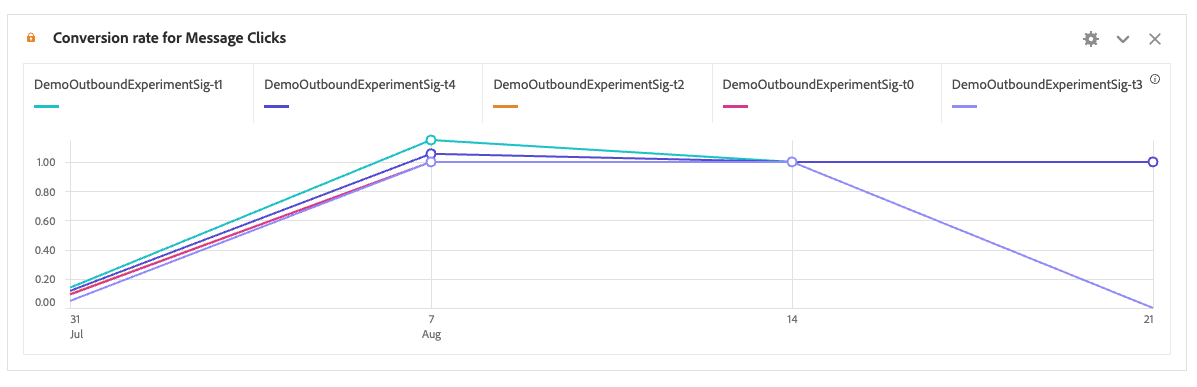 Conversion rate for Message Clicks
DemoOutboundExperimentSig-t1
DemoOutboundExperimentSig-t4
DemoOutboundExperimentSig-t2
DemoOutboundExperimentSig-t0
DemoOutboundExperimentSig-t3
1.00
0.80
0.60
0.40
0.20
0.00
31
7
14
21
Jul
Aug